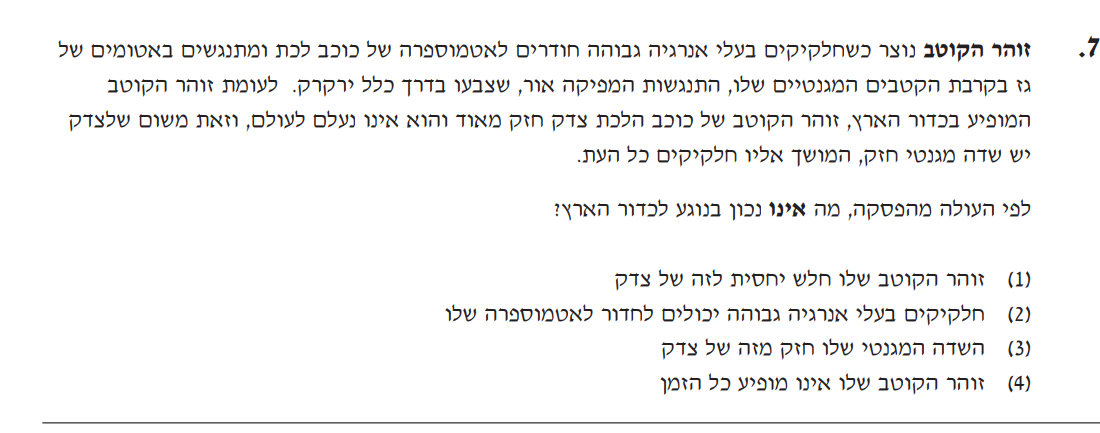 7. זוהר הקוטב נוצר כשחלקיקים בעלי אנרגיה גבוהה חודרים לאטמוספרה של כוכב לכת ומתנגשים באטומים של
גז בקרבת הקטבים המגנטיים שלו, התנגשות המפיקה אור, שצבעו בדרך כלל ירקרק. לעומת זוהר הקוטב
המופיע בכדור הארץ, זוהר הקוטב של כוכב הלכת צדק חזק מאוד והוא אינו נעלם לעולם, וזאת משום שלצדק
יש שדה מגנטי חזק, המושך אליו חלקיקים כל העת.
לפי העולה מהפסקה, מה אינו נכון בנוגע לכדור הארץ?
(1) זוהר הקוטב שלו חלש יחסית לזה של צדק
(2) חלקיקים בעלי אנרגיה גבוהה יכולים לחדור לאטמוספרה שלו
(3) השדה המגנטי שלו חזק מזה של צדק
(4) זוהר הקוטב שלו אינו מופיע כל הזמן